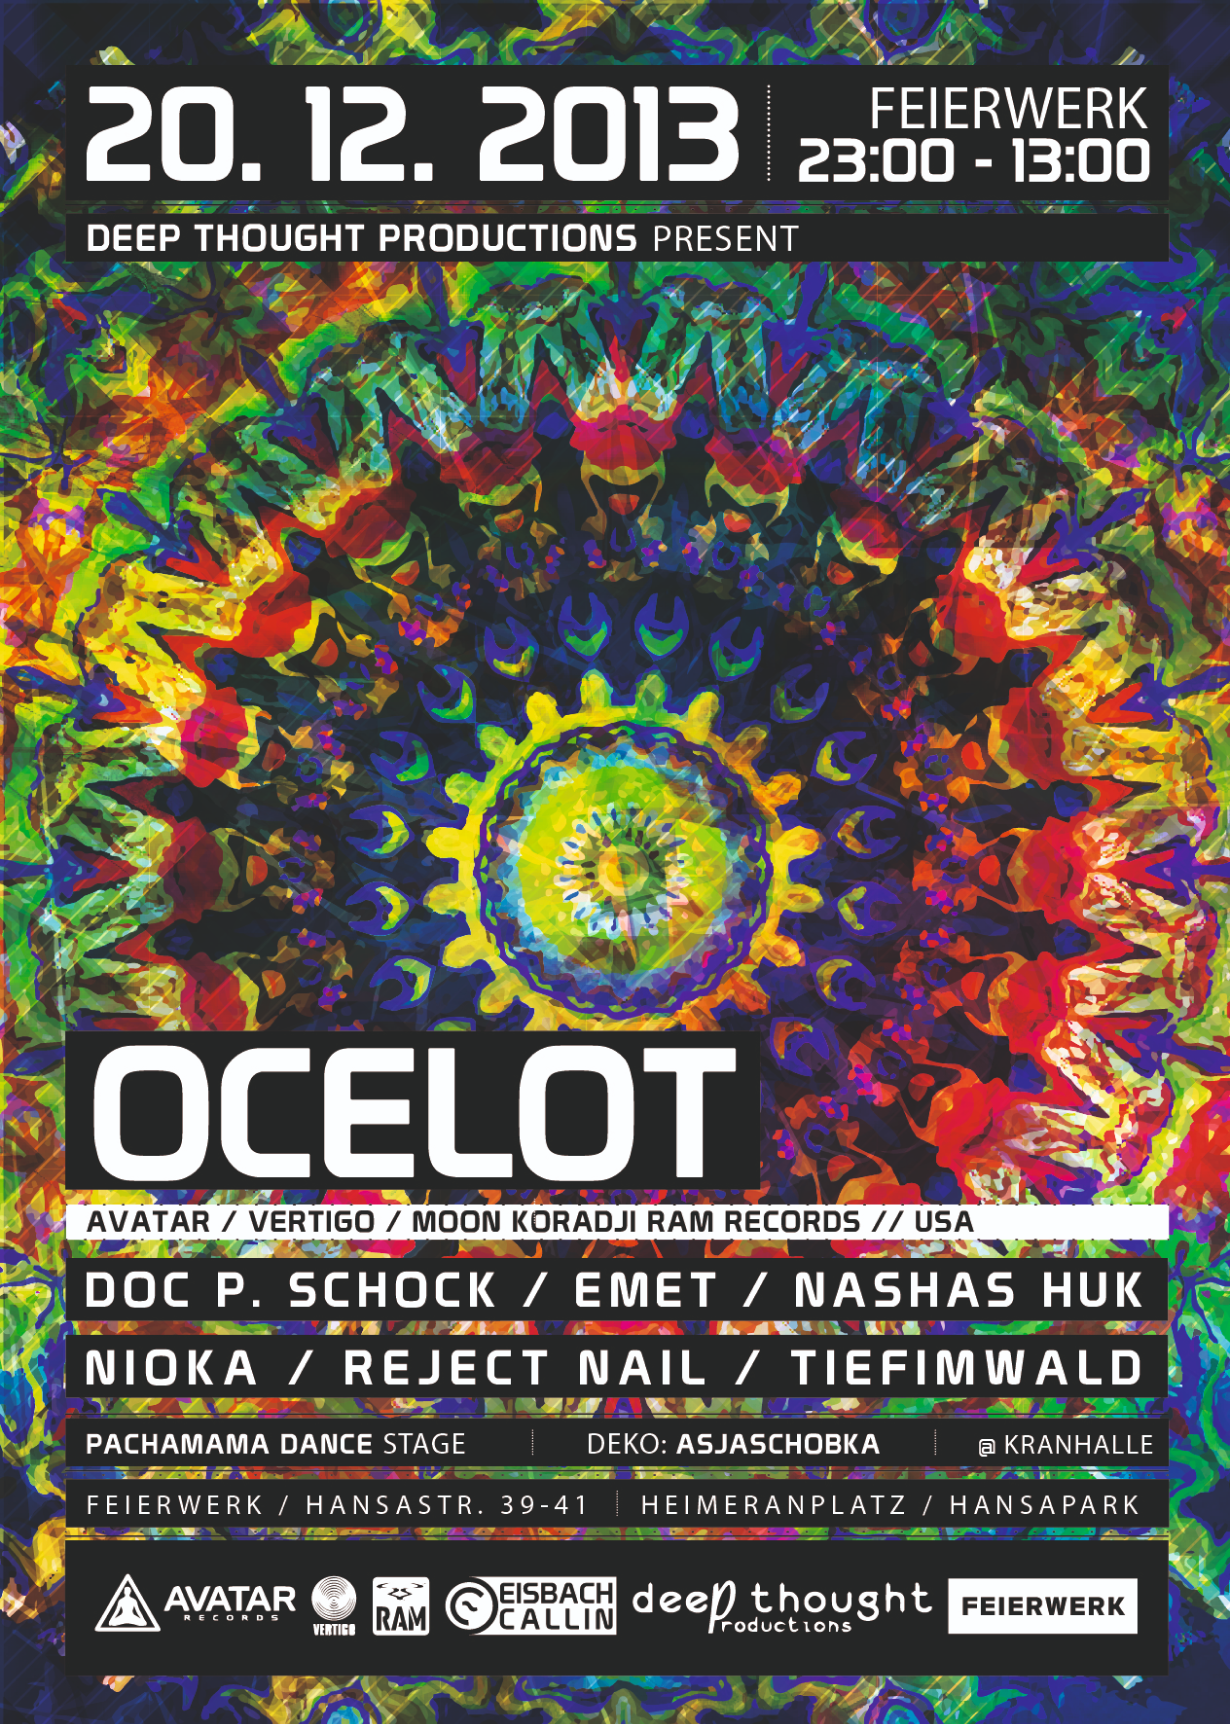 20. 12. 2013
FEIERWERK
23:00 - 13:00
DEEP THOUGHT PRODUCTIONS PRESENT
OCELOT
AVATAR / VERTIGO / MOON KORADJI RAM RECORDS // USA
DOC P. SCHOCK / EMET / NASHAS HUK
NIOKA / REJECT NAIL / TIEFIMWALD
PACHAMAMA DANCE STAGE DEKO: ASJASCHOBKA @ KRANHALLE
FEIERWERK / HANSASTR. 39-41 HEIMERANPLATZ / HANSAPARK
AVATAR
RECORDS
VERTIGO
RAM
EISBACH
CALLIN
deep thought
productions
FEIERWERK